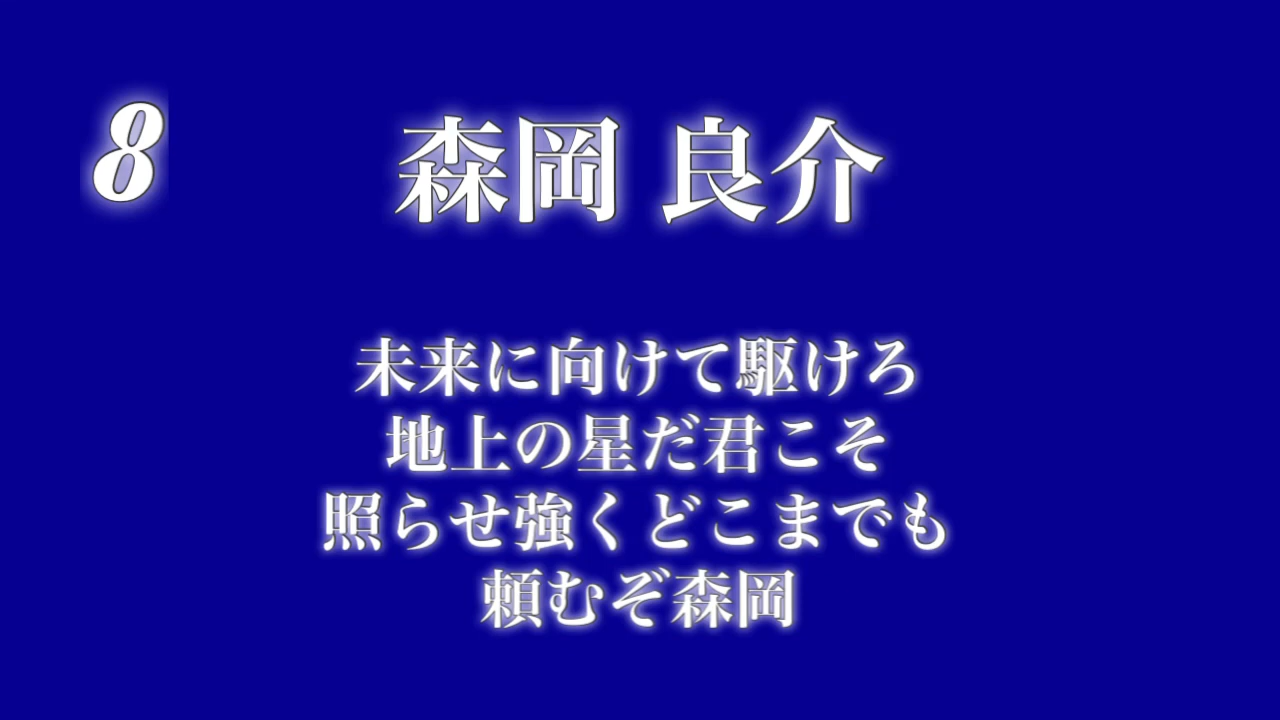 8
森岡 良介
未来に向けて駆けろ
地上の星だ君こそ
照らせ強くどこまでも
頼むぞ森岡